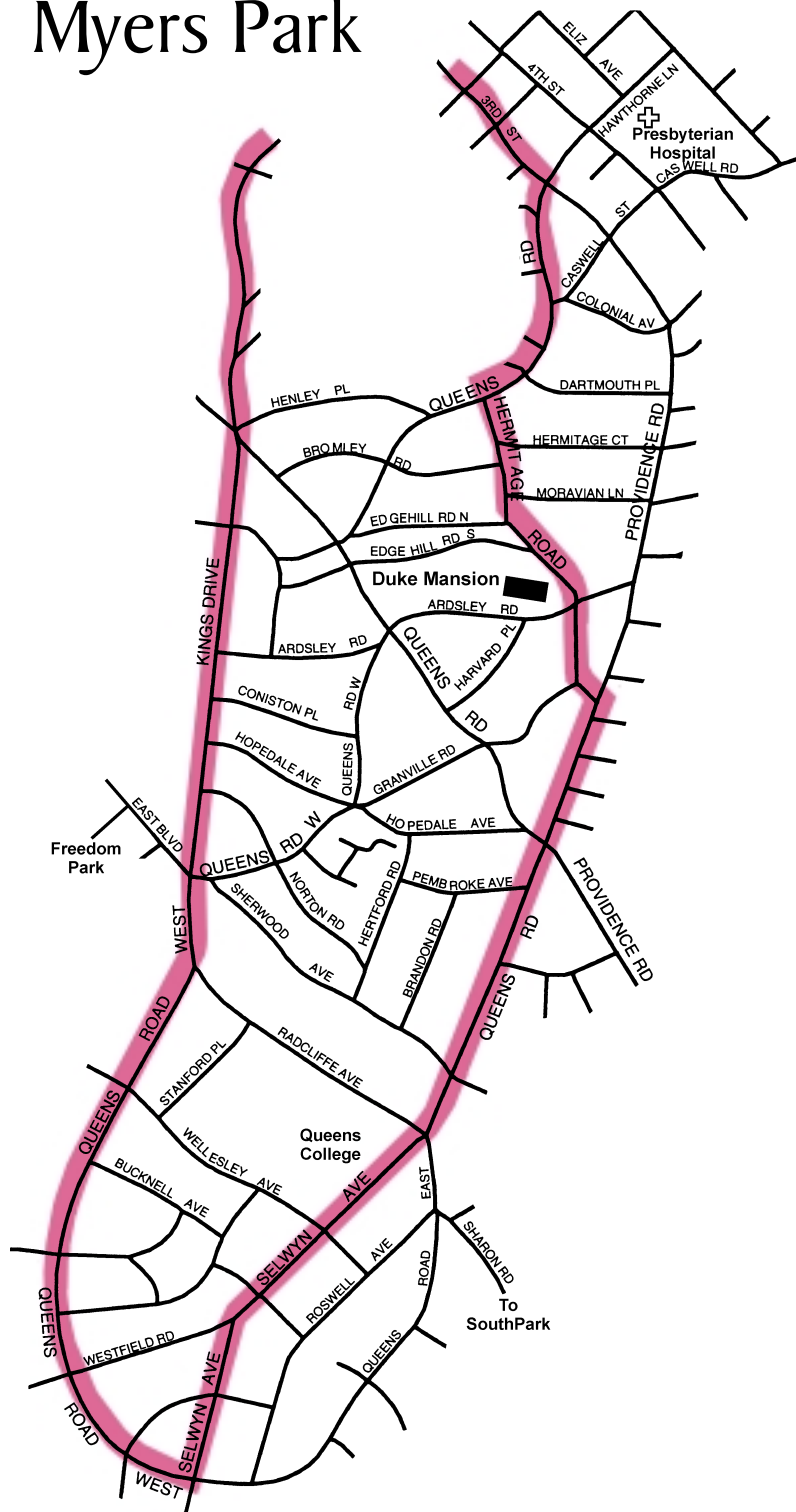 Myers Park
ELIZ AVE
4TH ST
HAWTHORNE LN
3RD ST
Presbyterian
Hospital
CASWELL RD
RD
CASWELL ST
COLONIAL AV
HENLEY PL
QUEENS
DARTMOUTH PL
BROMLEY RD
HERMITAGE
HERMITAGE CT
PROVIDENCE RD
MORAVIAN LN
EDGEHILL RD N
EDGE HILL RD S
ROAD
Duke Mansion
KINGS DRIVE
ARDSLEY RD
ARDSLEY RD
QUEENS
HARVARD PL
RD W
CONISTON PL
RD
HOPEDALE AVE
QUEENS
GRANVILLE RD
EAST BLVD
Freedom
Park
QUEENS RD W
HOPEDALE AVE
SHERWOOD
NORTON RD
HERTFORD RD
PEMBROKE AVE
PROVIDENCE RD
WEST
AVE
BRANDON RD
RD
QUEENS
ROAD
STANFORD PL
RADCLIFFE AVE
QUEENS
WELLESLEY AVE
Queens
College
BUCKNELL AVE
AVE
EAST
SELWYN
AVE
SHARON RD
ROAD
QUEENS
ROSWELL
To
SouthPark
WESTFIELD RD
QUEENS
AVE
ROAD
SELWYN
WEST